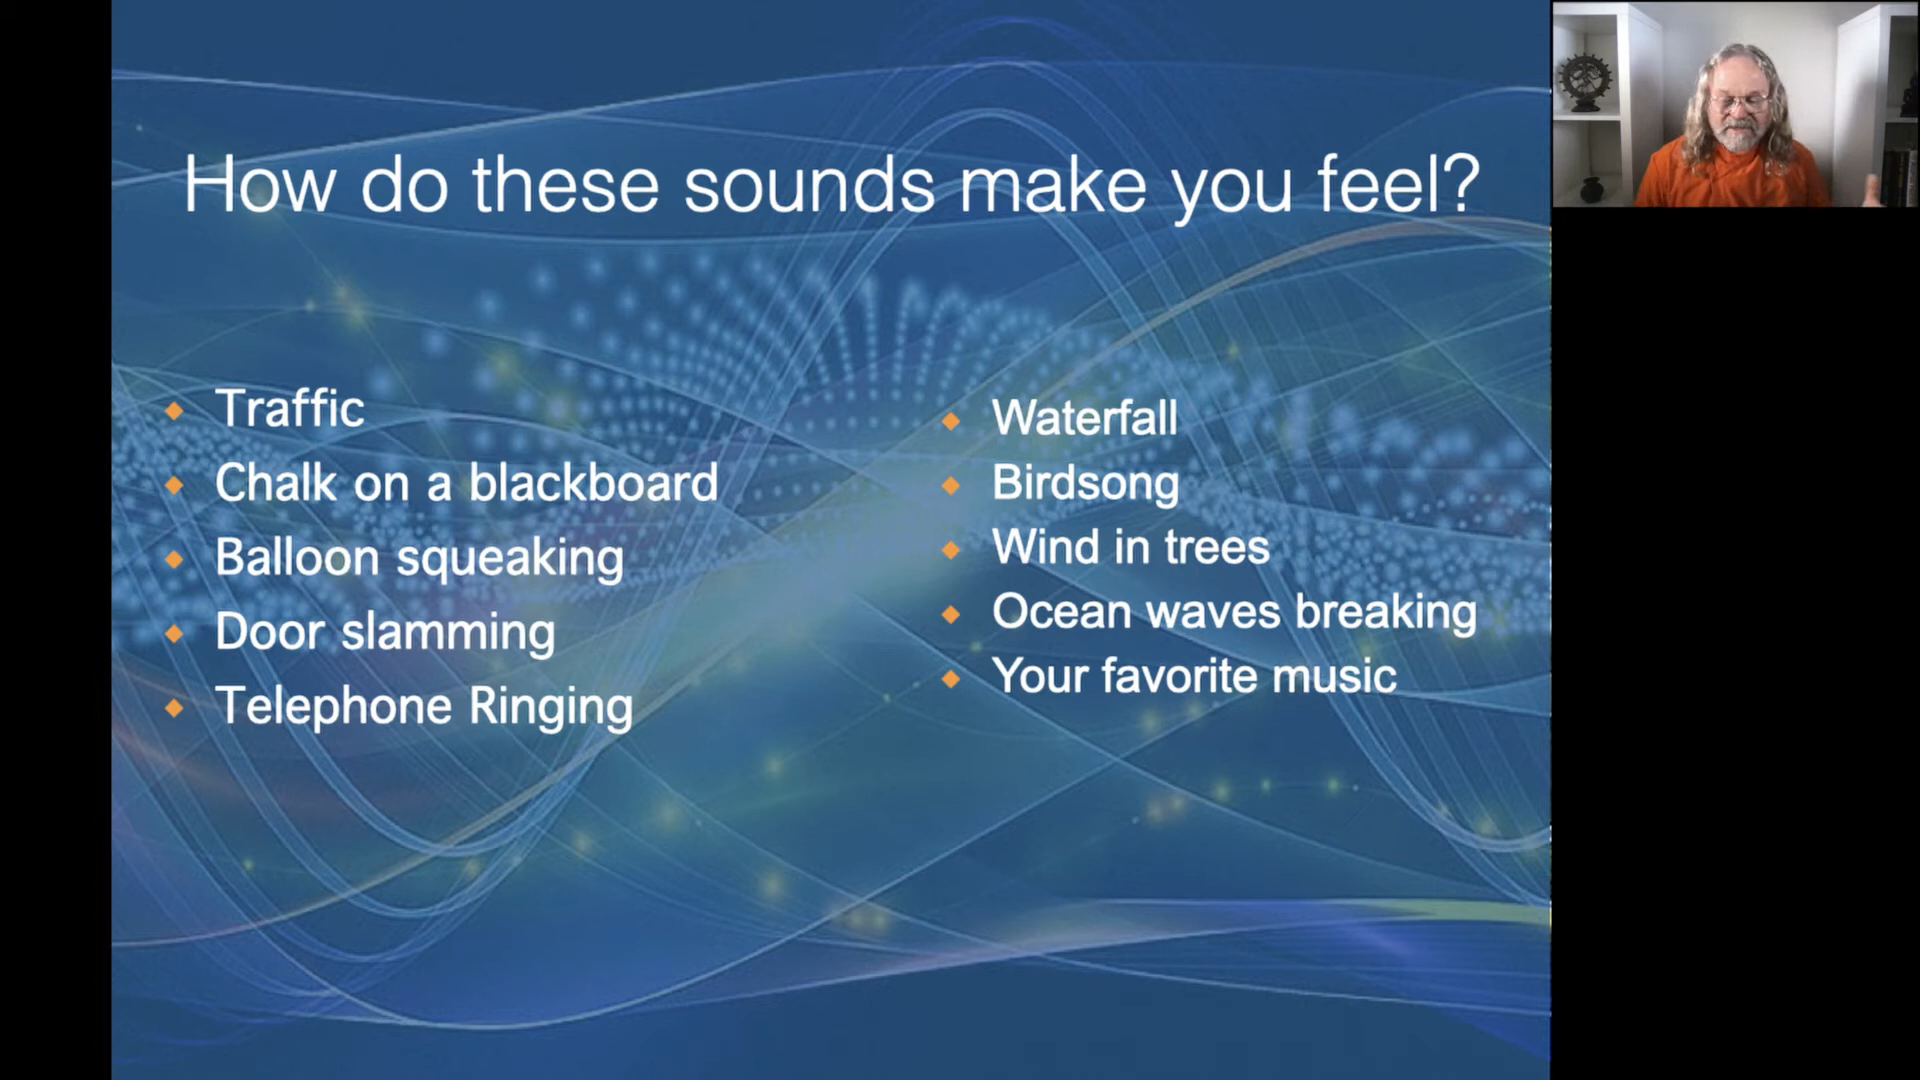 How do these sounds make you feel?
Traffic
Chalk on a blackboard
Balloon squeaking
Door slamming
Telephone Ringing
Waterfall
Birdsong
Wind in trees
Ocean waves breaking
Your favorite music